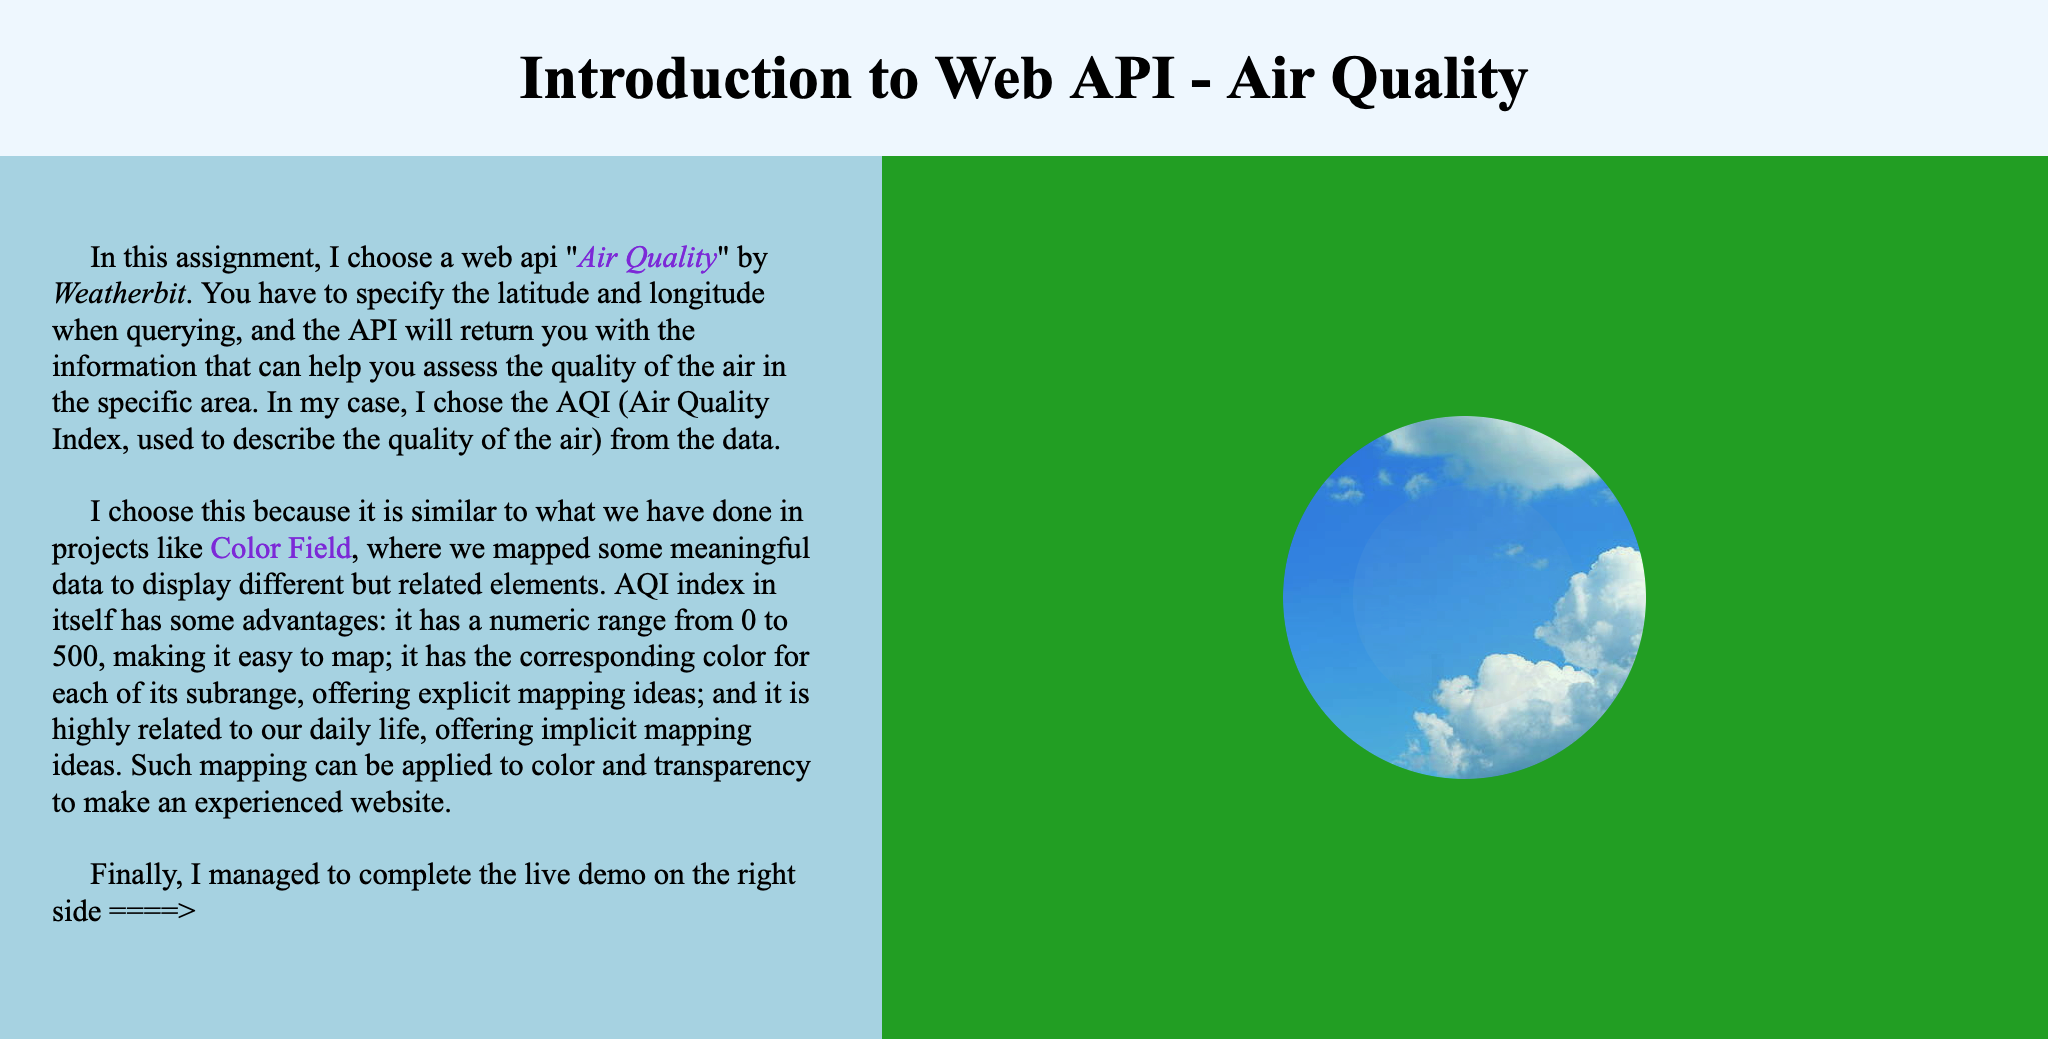 Introduction to Web API - Air Quality
In this assignment, I choose a web api "Air Quality" by
Weatherbit. You have to specify the latitude and longitude
when querying, and the API will return you with the
information that can help you assess the quality of the air in
the specific area. In my case, I chose the AQI (Air Quality
Index, used to describe the quality of the air) from the data.
I choose this because it is similar to what we have done in
projects like Color Field, where we mapped some meaningful
data to display different but related elements. AQI index in
itself has some advantages: it has a numeric range from 0 to
500, making it easy to map; it has the corresponding color for
each of its subrange, offering explicit mapping ideas; and it is
highly related to our daily life, offering implicit mapping
ideas. Such mapping can be applied to color and transparency
to make an experienced website.
Finally, I managed to complete the live demo on the right
side ====>